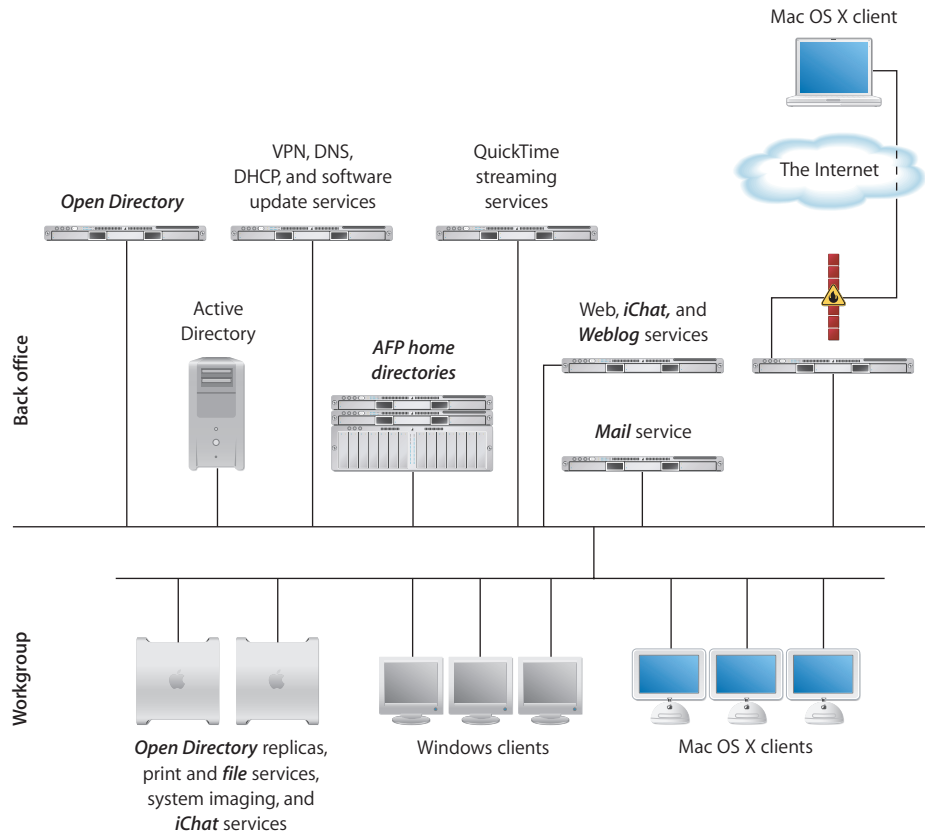 Mac OS X client
The Internet
VPN, DNS,
DHCP, and software
update services
QuickTime
streaming
services
Open Directory
Active
Directory
AFP home
directories
Web, iChat, and
Weblog services
Mail service
Back office
Workgroup
Open Directory replicas,
print and file services,
system imaging, and
iChat services
Windows clients
Mac OS X clients